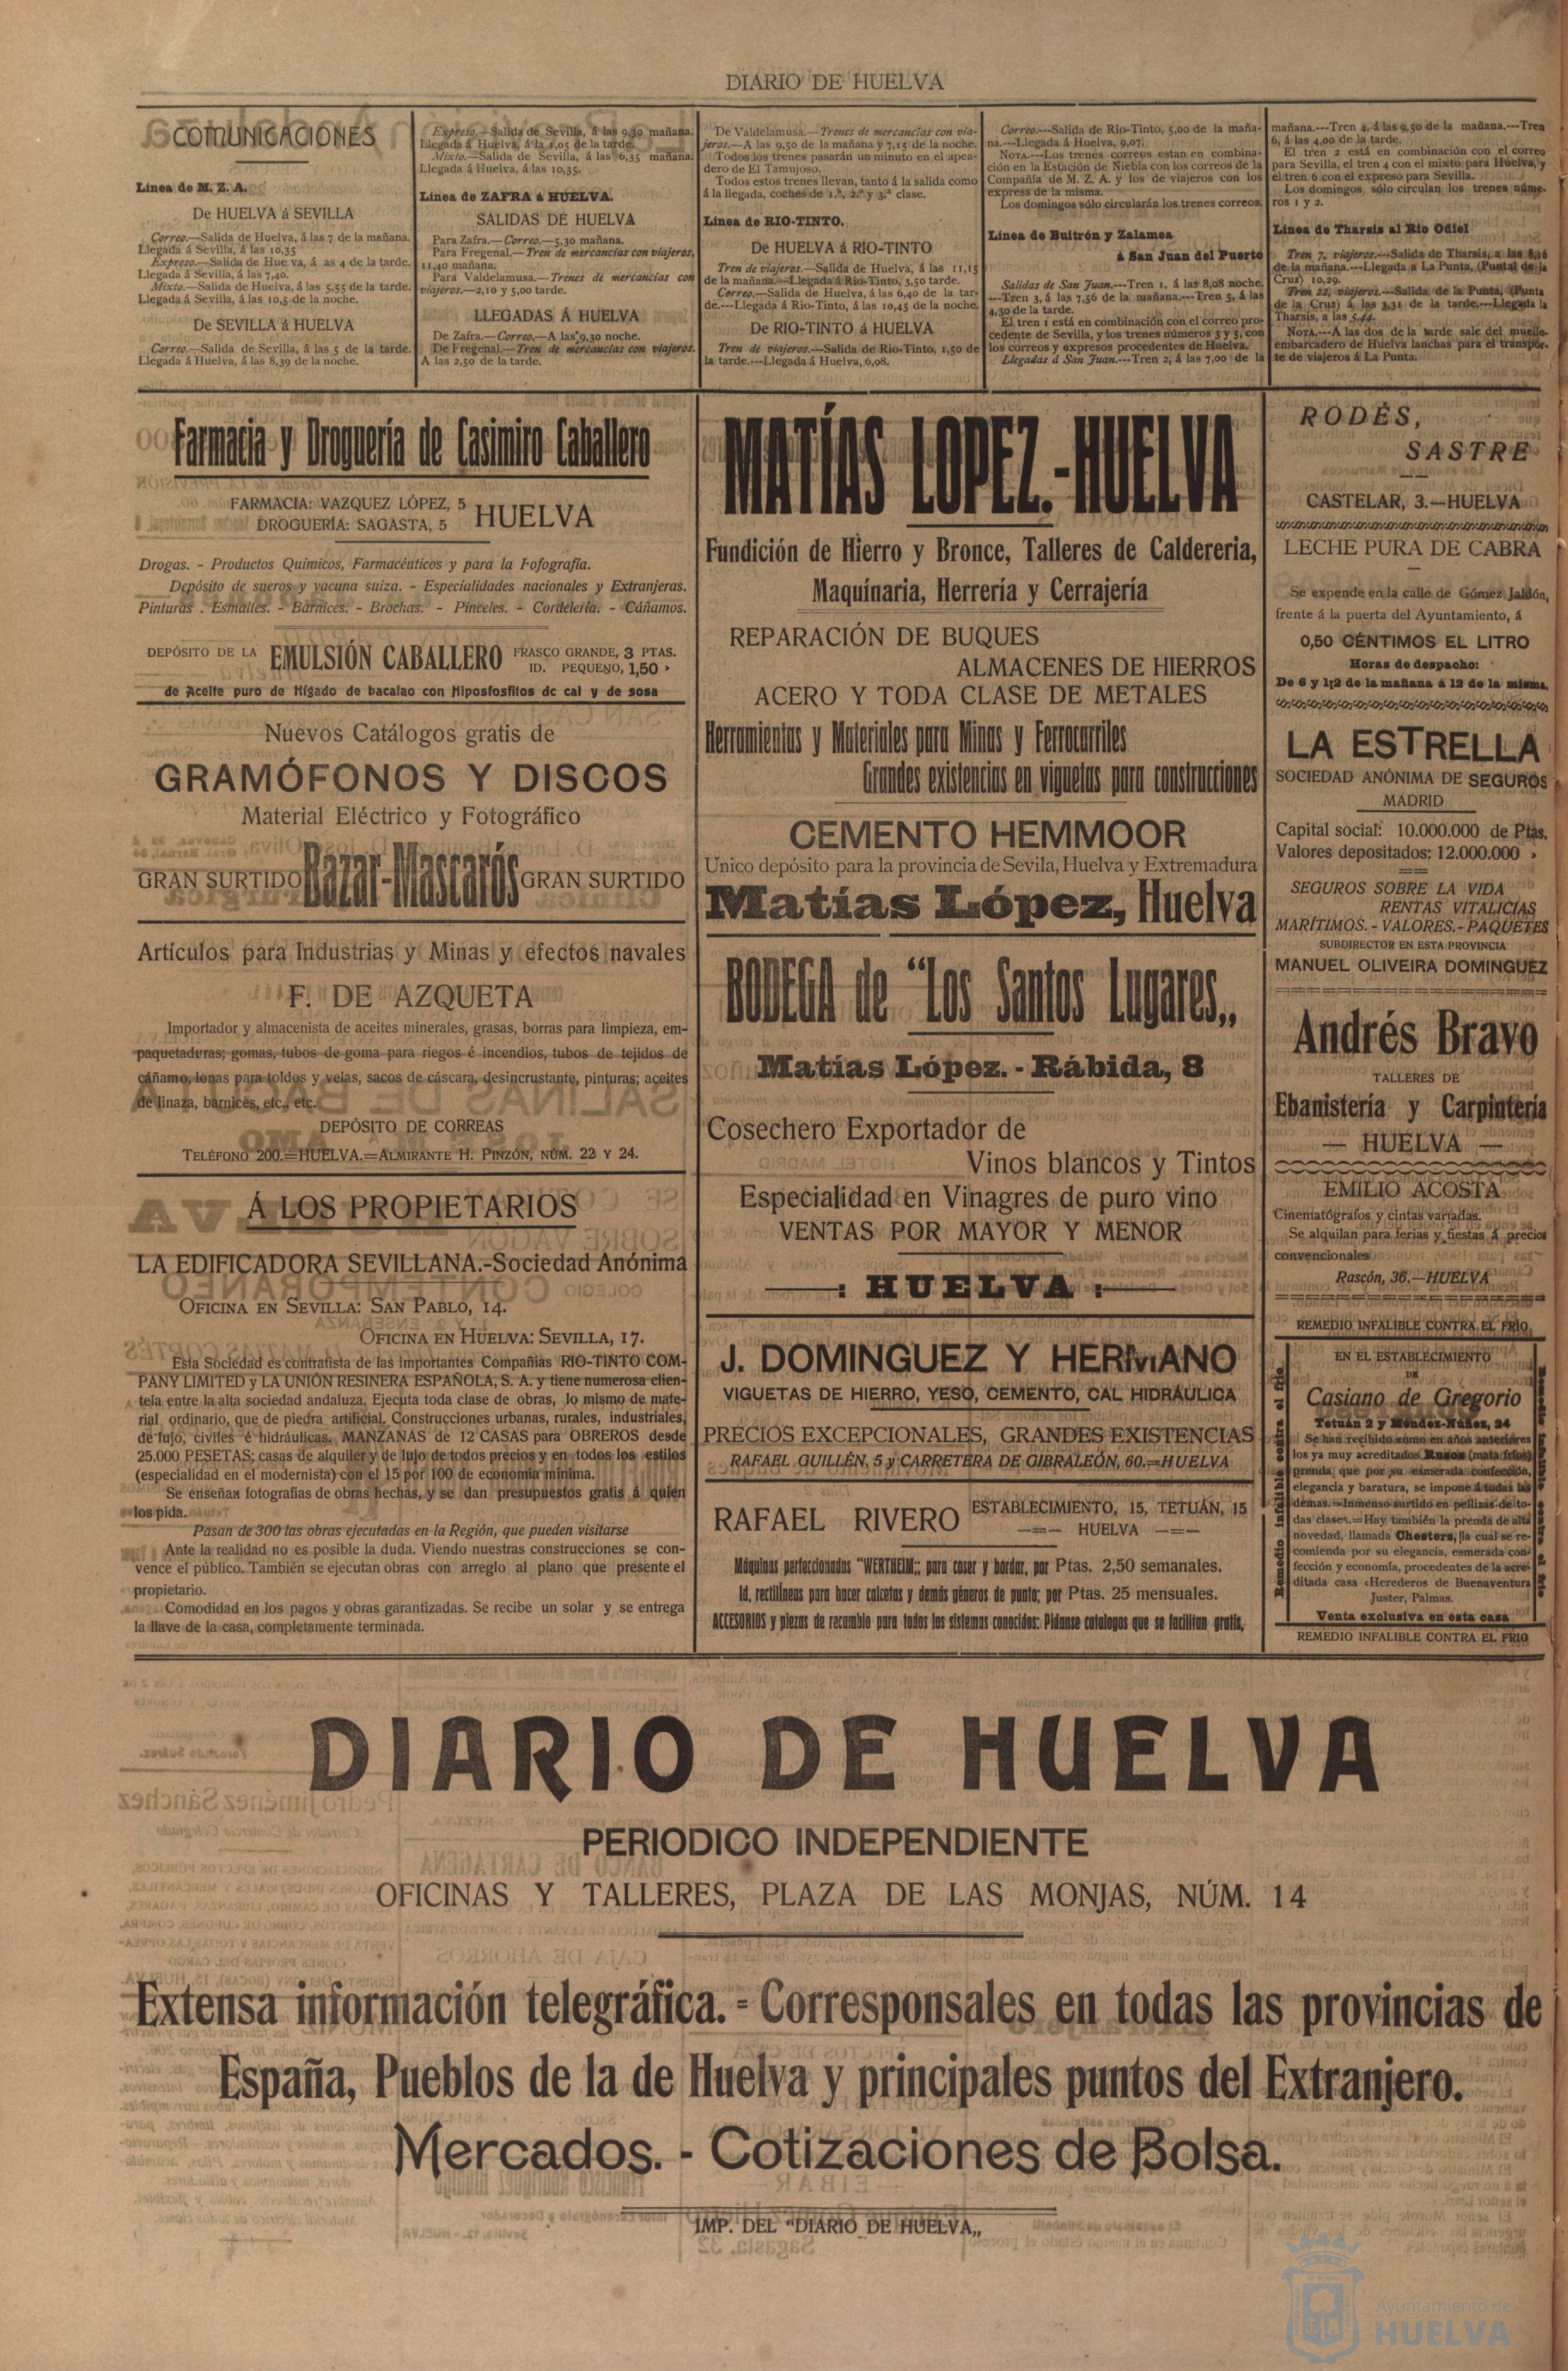 DIARIO DE HUELVA
COMUNICACIONES
Línea de M. Z. A.
De HUELVA á SEVILLA
Correo.—Salida de Huelva, á las 7 de la mañana.
Llegada á Sevilla, á las 10,35
Expreso.—Salida de Hue va, á as 4 de la tarde.
Llegada á Sevilla, á las 7,40.
Mixto.—Salida de Huelva, á las 5,55 de la tarde.
Llegada á Sevilla, á las 10,5 de la noche.
De SEVILLA á HUELVA
Correo.—Salida de Sevilla, á las 5 de la tarde.
Llegada á Huelva, á las 8,39 de la noche.
Expreso.—Salida de Sevilla, á las 9,30 mañana.
Llegada á Huelva, á la 1,05 de la tarde.
Mixto.—Salida de Sevilla, á las 6,35 mañana.
Llegada á Huelva, á las 10,35.
Línea de ZAFRA á HUELVA.
SALIDAS DE HUELVA
Para Zafra.—Correo.—5,30 mañana.
Para Fregenal.—Tren de mercancías con viajeros,
11,40 mañana.
Para Valdelamusa.—Trenes de mercancías con
viajeros.—2,10 y 5,00 tarde.
LLEGADAS Á HUELVA
De Zafra.—Correo.—A las 9,30 noche.
De Fregenal.—Tren de mercancías con viajeros.
A las 2,50 de la tarde.
De Valdelamusa.—Trenes de mercancías con via-
jeros.—A las 9,50 de la mañana y 7,15 de la noche.
Todos los trenes pasarán un minuto en el apea-
dero de El Tamujoso.
Todos estos trenes llevan, tanto á la salida como
á la llegada, coches de 1.ª, 2.ª y 3.ª clase.
Línea de RIO-TINTO.
De HUELVA á RIO-TINTO
Tren de viajeros.—Salida de Huelva, á las 11,15
de la mañana.—Llegada á Rio-Tinto, 3,50 tarde.
Correo.—Salida de Huelva, á las 6,40 de la tar-
de.---Llegada á Rio-Tinto, á las 10,45 de la noche.
De RIO-TINTO á HUELVA
Tren de viajeros.---Salida de Rio-Tinto, 1,50 de
la tarde.---Llegada á Huelva, 6,08.
Correo.---Salida de Rio-Tinto, 5,00 de la maña-
na.---Llegada á Huelva, 9,07.
NOTA.---Los trenes correos estan en combina-
ción en la Estación de Niebla con los correos de la
Compañía de M. Z. A. y los de viajeros con los
express de la misma.
Los domingos sólo circularán los trenes correos.
Línea de Buitrón y Zalamea
á San Juan del Puerto
Salidas de San Juan.---Tren 1, á las 8,08 noche.
---Tren 3, á las 7,56 de la mañana.---Tren 5, á las
4,30 de la tarde.
El tren 1 está en combinación con el correo pro-
cedente de Sevilla, y los trenes números 3 y 5, con
los correos y expresos procedentes de Huelva.
Llegadas á San Juan.---Tren 2, á las 7,00 de la
mañana.---Tren 4, á las 9,50 de la mañana.---Tren
6, á las 4,00 de la tarde.
El tren 2 está en combinación con el correo
para Sevilla, el tren 4 con el mixto para Huelva, y
el tren 6 con el expreso para Sevilla.
Los domingos sólo circulan los trenes núme-
ros 1 y 2.
Línea de Tharsis al Rio Odiel
Tren 7, viajeros.---Salida de Tharsis, a las 8,16
de la mañana.---Llegada a La Punta, (Puntal de la
Cruz) 10,29.
Tren 22, viajeros.---Salida de la Punta, (Punta
de la Cruz) á las 3,31 de la tarde.---Llegada la
Tharsis, a las 5,44.
NOTA.---A las dos de la tarde sale del muelle-
embarcadero de Huelva lanchas para el transpor-
te de viajeros á La Punta.
Farmacia y Droguería de Casimiro Caballero
FARMACIA: VAZQUEZ LÓPEZ, 5
DROGUERÍA: SAGASTA, 5
HUELVA
Drogas. - Productos Químicos, Farmacéuticos y para la Fofografía.
Depósito de sueros y vacuna suiza. - Especialidades nacionales y Extranjeras.
Pinturas . Esmaltes. - Barnices. - Brochas. - Pinceles. - Cordelería. - Cáñamos.
DEPÓSITO DE LA EMULSIÓN CABALLERO FRASCO GRANDE, 3 PTAS.
ID. PEQUENO, 1,50 »
de Aceite puro de Hígado de bacalao con Hiposfosfitos de cal y de sosa
Nuevos Catálogos gratis de
GRAMÓFONOS Y DISCOS
Material Eléctrico y Fotográfico
GRAN SURTIDO Bazar-Mascarós GRAN SURTIDO
Artículos para Industrias y Minas y efectos navales
F. DE AZQUETA
Importador y almacenista de aceites minerales, grasas, borras para limpieza, em-
paquetaduras; gomas, tubos de goma para riegos é incendios, tubos de tejidos de
cáñamo, lonas para toldos y velas, sacos de cáscara, desincrustante, pinturas; aceites
de linaza, barnices, etc., etc.
DEPÓSITO DE CORREAS
TELÉFONO 200.=HUELVA.=ALMIRANTE H. PINZÓN, NÚM. 22 Y 24.
Á LOS PROPIETARIOS
LA EDIFICADORA SEVILLANA.-Sociedad Anónima
OFICINA EN SEVILLA: SAN PABLO, 14.
OFICINA EN HUELVA: SEVILLA, 17.
Esta Sociedad es contratista de las importantes Compañias RIO-TINTO COM-
PANY LIMITED y LA UNIÓN RESINERA ESPAÑOLA, S. A. y tiene numerosa clien-
tela entre la alta sociedad andaluza. Ejecuta toda clase de obras, lo mismo de mate-
rial ordinario, que de piedra artificial. Construcciones urbanas, rurales, industriales,
de lujo, civiles é hidráulicas. MANZANAS de 12 CASAS para OBREROS desde
25.000 PESETAS; casas de alquiler y de lujo de todos precios y en todos los estilos
(especialidad en el modernista) con el 15 por 100 de economía mínima.
Se enseñan fotografías de obras hechas, y se dan presupuestos gratis á quien
los pida.
Pasan de 300 las obras ejecutadas en la Región, que pueden visitarse
Ante la realidad no es posible la duda. Viendo nuestras construcciones se con-
vence el público. También se ejecutan obras con arreglo al plano que presente el
propietario.
Comodidad en los pagos y obras garantizadas. Se recibe un solar y se entrega
la llave de la casa, completamente terminada.
MATÍAS LOPEZ.-HUELVA
Fundición de Hierro y Bronce, Talleres de Caldereria,
Maquinaria, Herrería y Cerrajería
REPARACIÓN DE BUQUES
ALMACENES DE HIERROS
ACERO Y TODA CLASE DE METALES
Herramientas y Materiales para Minas y Ferrocarriles
Grandes existencias en viguetas para construcciones
CEMENTO HEMMOOR
Unico depósito para la provincia de Sevila, Huelva y Extremadura
Matías López, Huelva
BODEGA de "Los Santos Lugares„
Matías López. - Rábida, 8
Cosechero Exportador de
Vinos blancos y Tintos
Especialidad en Vinagres de puro vino
VENTAS POR MAYOR Y MENOR
: HUELVA :
J. DOMINGUEZ Y HERMANO
VIGUETAS DE HIERRO, YESO, CEMENTO, CAL HIDRÁULICA
PRECIOS EXCEPCIONALES, GRANDES EXISTENCIAS
RAFAEL GUILLÉN, 5 y CARRETERA DE GIBRALEÓN, 60.=HUELVA
RAFAEL RIVERO ESTABLECIMIENTO, 15, TETUÁN, 15
—=— HUELVA —=—
Máquinas perfeccionadas "WERTHEIM„ para coser y bordar, por Ptas. 2,50 semanales.
Id. rectilíneas para hacer calcetas y demás géneros de punto; por Ptas. 25 mensuales.
ACCESORIOS y piezas de recambio para todos los sistemas conocidos: Pídanse catalogos que se facilitan gratis,
RODÉS,
SASTRE
CASTELAR, 3.—HUELVA
LECHE PURA DE CABRA
Se expende en la calle de Gómez Jaldón,
frente á la puerta del Ayuntamiento, á
0,50 CÉNTIMOS EL LITRO
Horas de despacho:
De 6 y 1¡2 de la mañana á 12 de la misma.
LA ESTRELLA
SOCIEDAD ANÓNIMA DE SEGUROS
MADRID
Capital social: 10.000.000 de Ptas.
Valores depositados: 12.000.000 »
SEGUROS SOBRE LA VIDA
RENTAS VITALICIAS
MARÍTIMOS. - VALORES.- PAQUETES
SUBDIRECTOR EN ESTA PROVINCIA
MANUEL OLIVEIRA DOMINGUEZ
Andrés Bravo
TALLERES DE
Ebanistería y Carpintería
— HUELVA —
EMILIO ACOSTA
Cinematógrafos y cintas variadas.
Se alquilan para ferias y fiestas á precios
convencionales
Rascón, 36.—HUELVA
REMEDIO INFALIBLE CONTRA EL FRIO
Remedio infalible contra el frio
EN EL ESTABLECIMIENTO
DE
Casiano de Gregorio
Tetuán 2 y Méndez-Núñez, 24
Se han recibido como en años anteriores
los ya muy acreditados Rusos (mata fríos)
prenda que por su esmerada confección,
elegancia y baratura, se impone á todas las
demas.=Inmenso surtido en pellizas de to-
das clases.=Hay también la prenda de alta
novedad, llamada Chesters, la cual se re-
comienda por su elegancia, esmerada con-
fección y economía, procedentes de la acre-
ditada casa «Herederos de Buenaventura
Juster, Palmas.
Venta exclusiva en esta casa
Remedio infalible contra el frio
REMEDIO INFALIBLE CONTRA EL FRIO
DIARIO DE HUELVA
PERIODICO INDEPENDIENTE
OFICINAS Y TALLERES, PLAZA DE LAS MONJAS, NÚM. 14
Extensa información telegráfica. - Corresponsales en todas las provincias de
España, Pueblos de la de Huelva y principales puntos del Extranjero.
Mercados. - Cotizaciones de Bolsa.
IMP. DEL "DIARIO DE HUELVA„
Ayuntamiento de
HUELVA